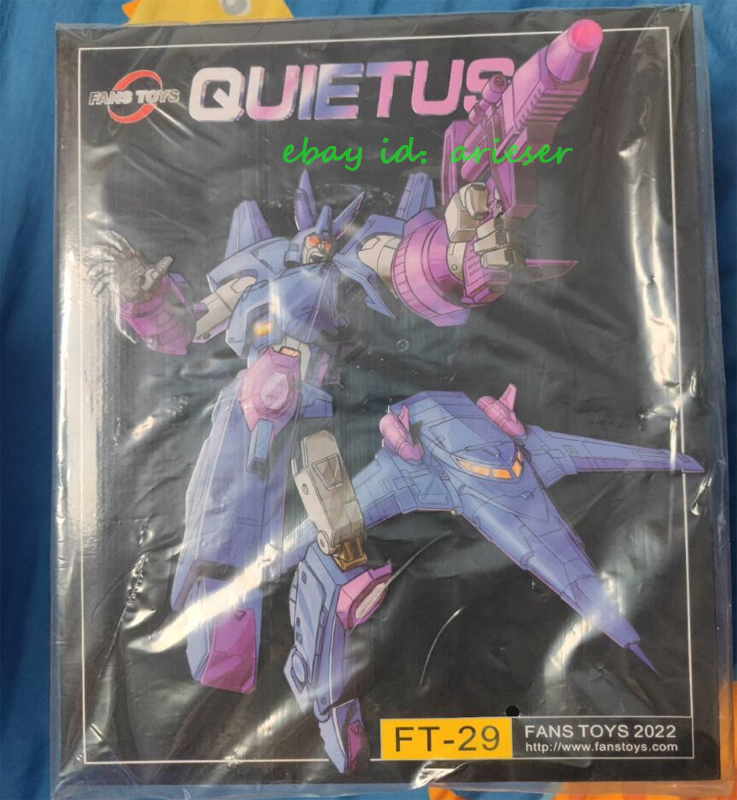 FANS TOYS
QUIETUS
ebay id: arieser
FT-29
FANS TOYS 2022
http://www.fanstoys.com